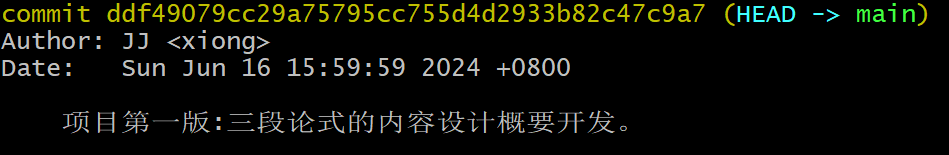 commit ddf49079cc29a75795cc755d4d2933b82c47c9a7 (HEAD -> main)
Author: JJ <xiong>
Date:   Sun Jun 16 15:59:59 2024 +0800
项目第一版:三段论式的内容设计概要开发。